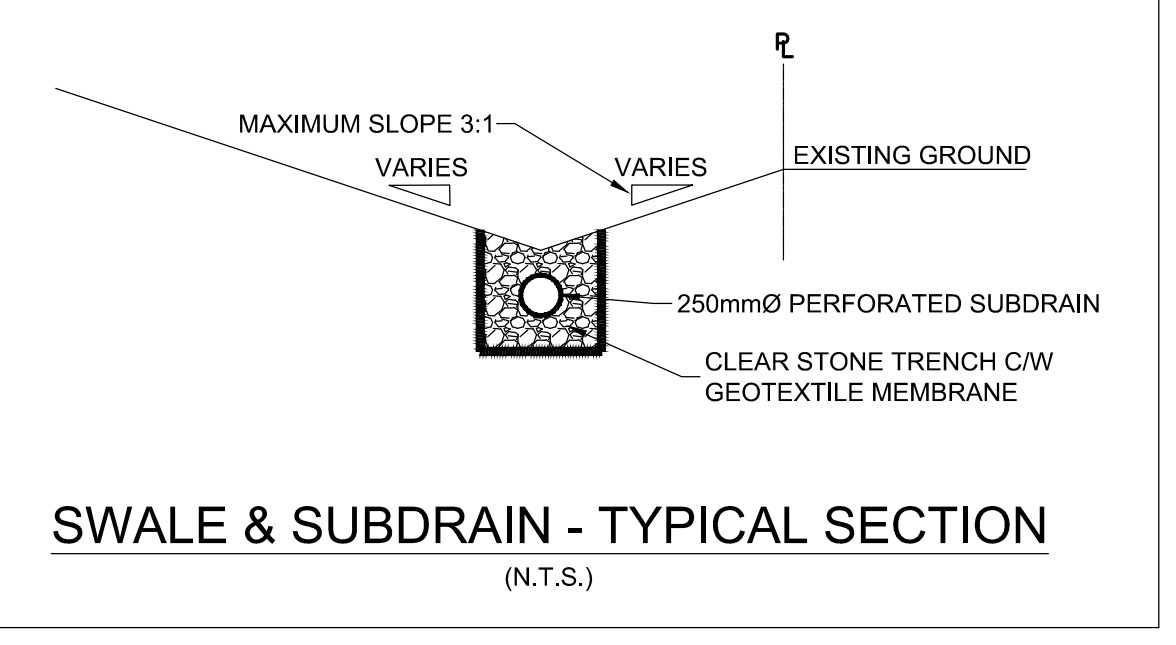 PL
MAXIMUM SLOPE 3:1
VARIES
VARIES
EXISTING GROUND
250mmØ PERFORATED SUBDRAIN
CLEAR STONE TRENCH C/W
GEOTEXTILE MEMBRANE
SWALE & SUBDRAIN - TYPICAL SECTION
(N.T.S.)